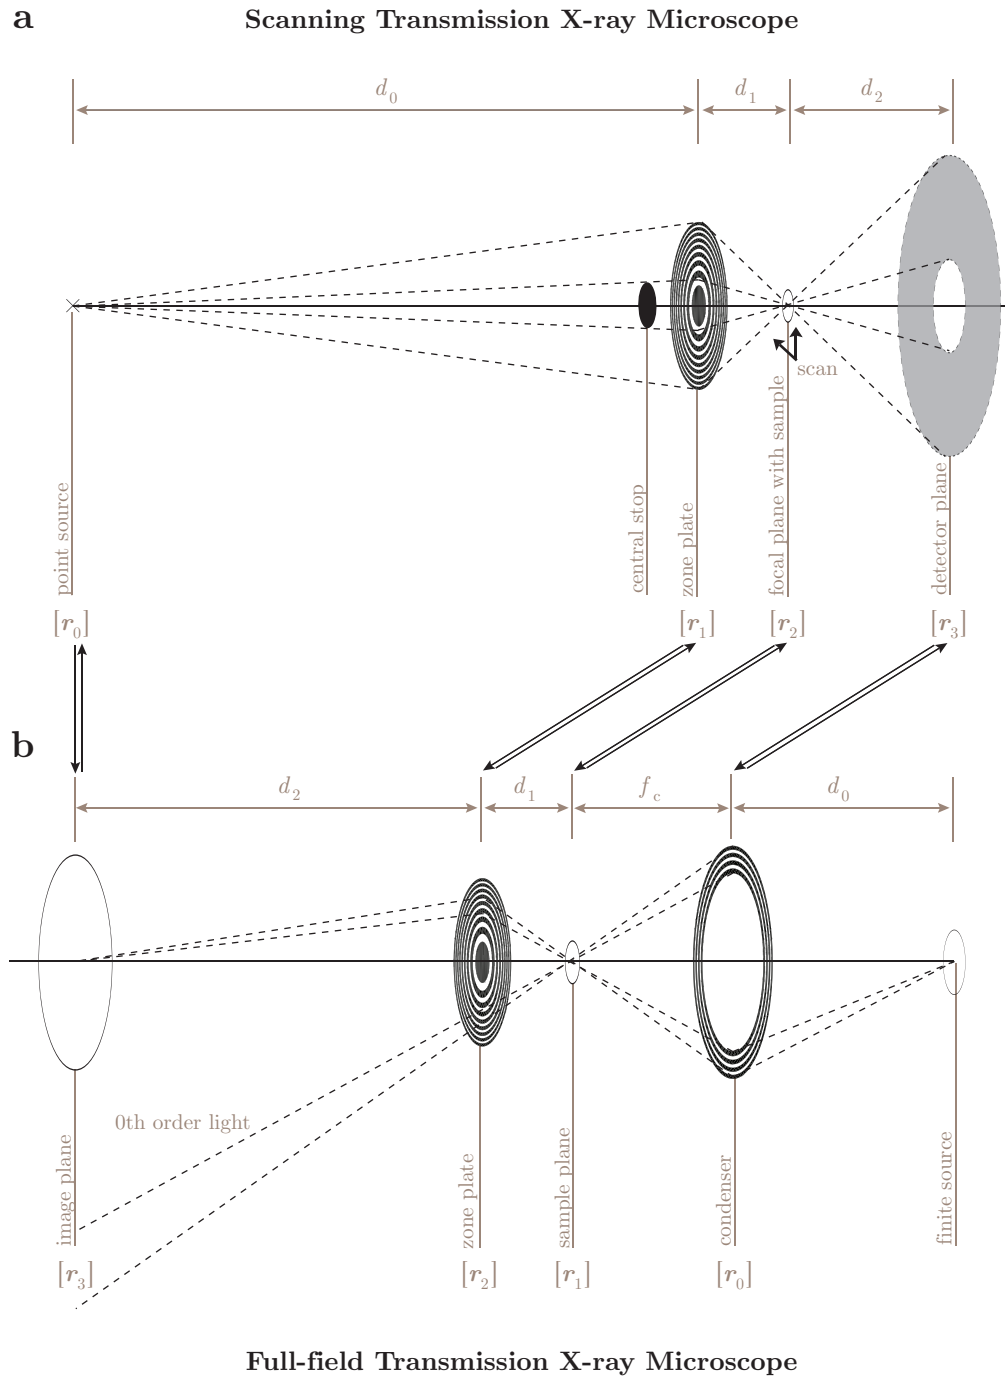 a
Scanning Transmission X-ray Microscope
d0 d1 d2
scan
point source
central stop
zone plate
focal plane with sample
detector plane
[r0] [r1] [r2] [r3]
b
d2 d1 fc d0
0th order light
image plane
zone plate
sample plane
condenser
finite source
[r3] [r2] [r1] [r0]
Full-field Transmission X-ray Microscope